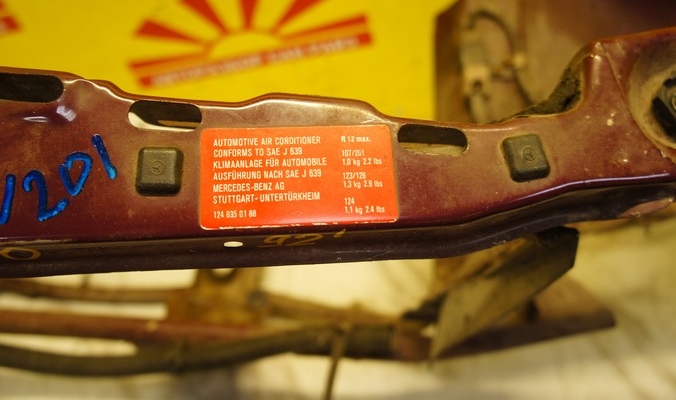 AUTOMOTIVE AIR CONDITIONER
CONFORMS TO SAE J 639
KLIMAANLAGE FÜR AUTOMOBILE
AUSFÜHRUNG NACH SAE J 639
MERCEDES-BENZ AG
STUTTGART-UNTERTÜRKHEIM
124 835 01 88
R 12 max.
107/201
1.0 kg 2.2 lbs
123/126
1.3 kg 2.9 lbs
124
1.1 kg 2.4 lbs
/201